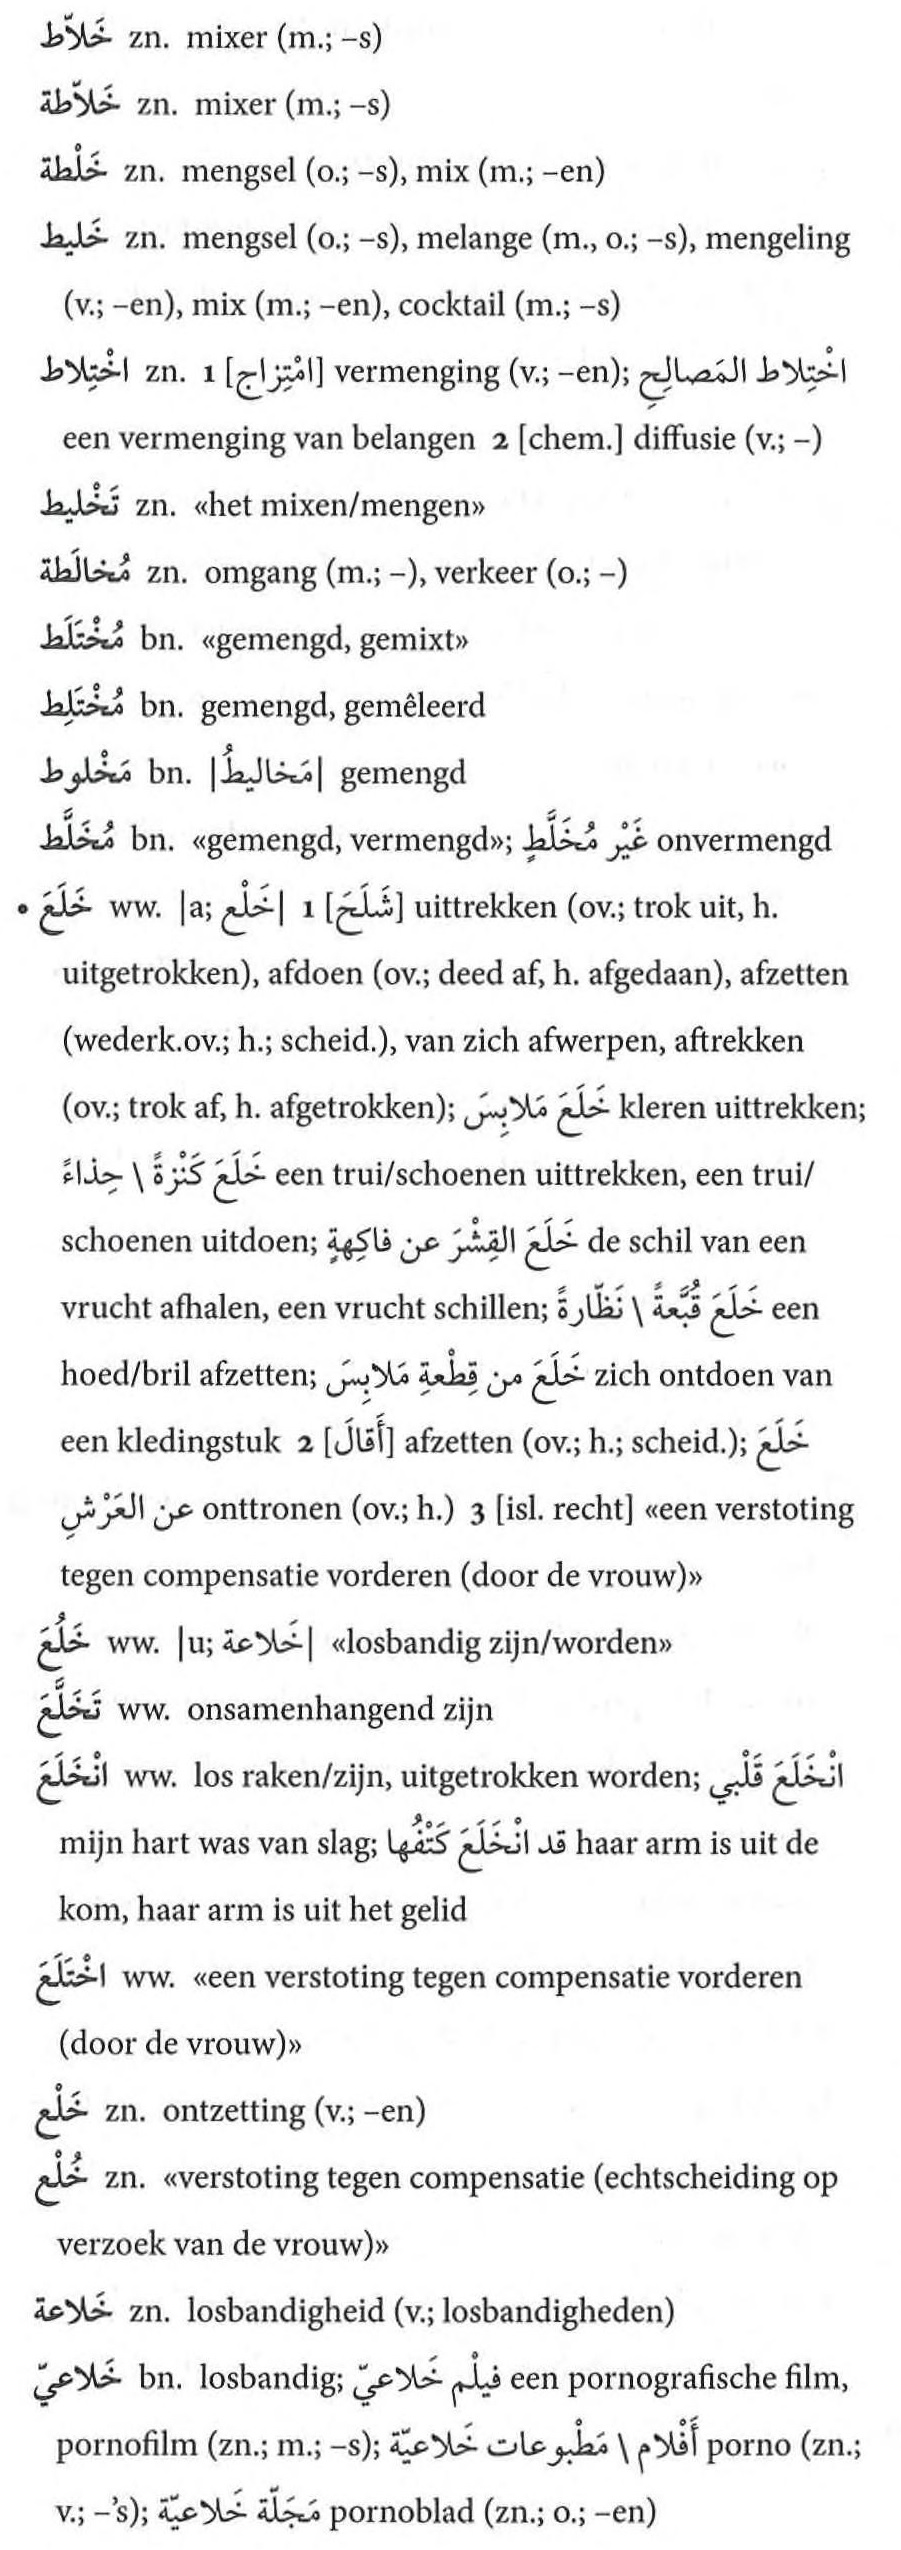 خَلاّط zn. mixer (m.; –s)
خَلاّطة zn. mixer (m.; –s)
خَلْطة zn. mengsel (o.; –s), mix (m.; –en)
خَليط zn. mengsel (o.; –s), melange (m., o.; –s), mengeling
(v.; –en), mix (m.; –en), cocktail (m.; –s)
اخْتِلاط zn. 1 [امْتِزاج] vermenging (v.; –en); اخْتِلاط المَصالِحِ
een vermenging van belangen 2 [chem.] diffusie (v.; –)
تَخْليط zn. «het mixen/mengen»
مُخالَطة zn. omgang (m.; –), verkeer (o.; –)
مُخْتَلَط bn. «gemengd, gemixt»
مُخْتَلِط bn. gemengd, gemêleerd
مَخْلوط bn. |مَخاليطُ| gemengd
مُخَلَّط bn. «gemengd, vermengd»; غَيْر مُخَلَّطٍ onvermengd
• خَلَعَ ww. |a; خَلْع| 1 [شَلَحَ] uittrekken (ov.; trok uit, h.
uitgetrokken), afdoen (ov.; deed af, h. afgedaan), afzetten
(wederk.ov.; h.; scheid.), van zich afwerpen, aftrekken
(ov.; trok af, h. afgetrokken); خَلَعَ مَلابِسَ kleren uittrekken;
خَلَعَ كَنْزةً \ حِذاءً een trui/schoenen uittrekken, een trui/
schoenen uitdoen; خَلَعَ القِشْرَ عن فاكِهةٍ de schil van een
vrucht afhalen, een vrucht schillen; خَلَعَ قُبَّعةً \ نَظّارةً een
hoed/bril afzetten; خَلَعَ من قِطْعةِ مَلابِسَ zich ontdoen van
een kledingstuk 2 [أَقالَ] afzetten (ov.; h.; scheid.); خَلَعَ
عن العَرْشِ onttronen (ov.; h.) 3 [isl. recht] «een verstoting
tegen compensatie vorderen (door de vrouw)»
خَلُعَ ww. |u; خَلاعة| «losbandig zijn/worden»
تَخَلَّعَ ww. onsamenhangend zijn
انْخَلَعَ ww. los raken/zijn, uitgetrokken worden; انْخَلَعَ قَلْبي
mijn hart was van slag; قد انْخَلَعَ كَتْفُها haar arm is uit de
kom, haar arm is uit het gelid
اخْتَلَعَ ww. «een verstoting tegen compensatie vorderen
(door de vrouw)»
خَلْع zn. ontzetting (v.; –en)
خُلْع zn. «verstoting tegen compensatie (echtscheiding op
verzoek van de vrouw)»
خَلاعة zn. losbandigheid (v.; losbandigheden)
خَلاعيّ bn. losbandig; فيلْم خَلاعيّ een pornografische film,
pornofilm (zn.; m.; –s); أَفْلام \ مَطْبوعات خَلاعيّة porno (zn.;
v.; –'s); مَجَلّة خَلاعيّة pornoblad (zn.; o.; –en)